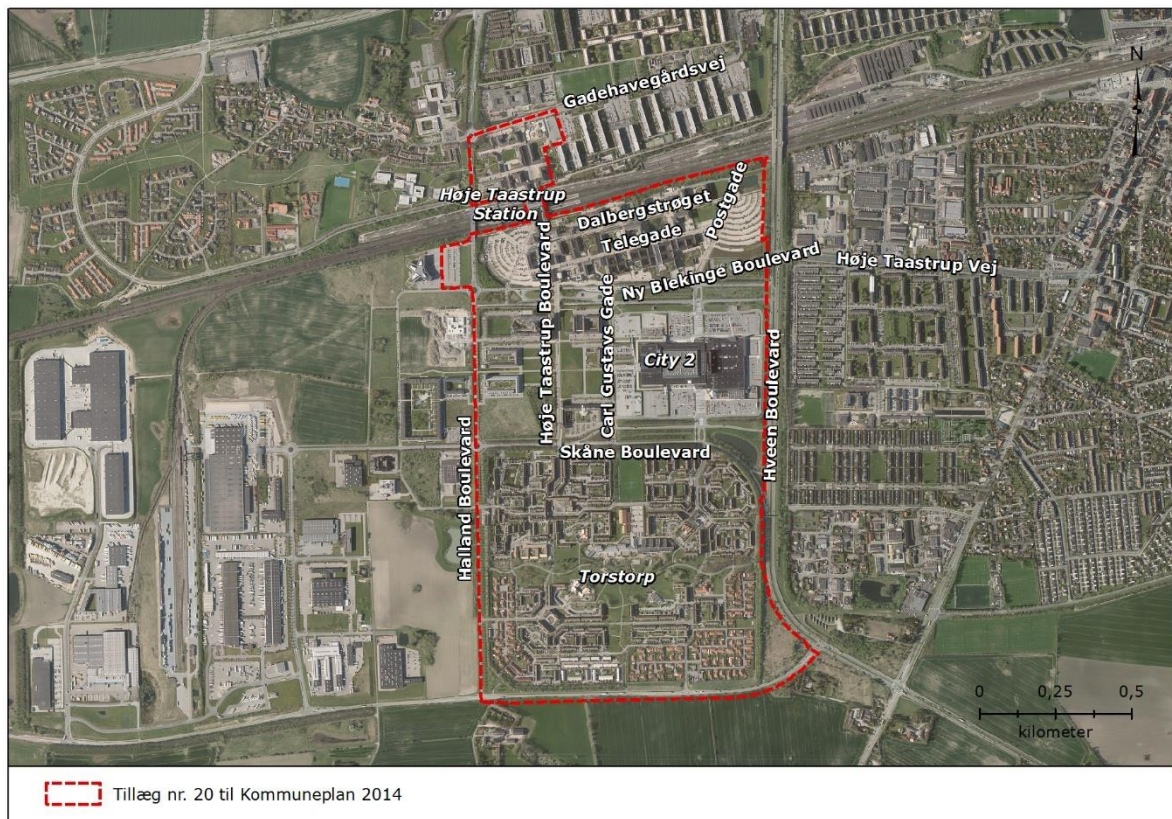 N
Gadehavegårdsvej
Høje Taastrup
Station
Dalbergstrøget
Telegade
Postgade
Ny Blekinge Boulevard
Høje Taastrup Vej
Høje Taastrup Boulevard
Carl Gustavs Gade
City 2
Hveen Boulevard
Skåne Boulevard
Halland Boulevard
Torstorp
0 0,25 0,5
kilometer
Tillæg nr. 20 til Kommuneplan 2014